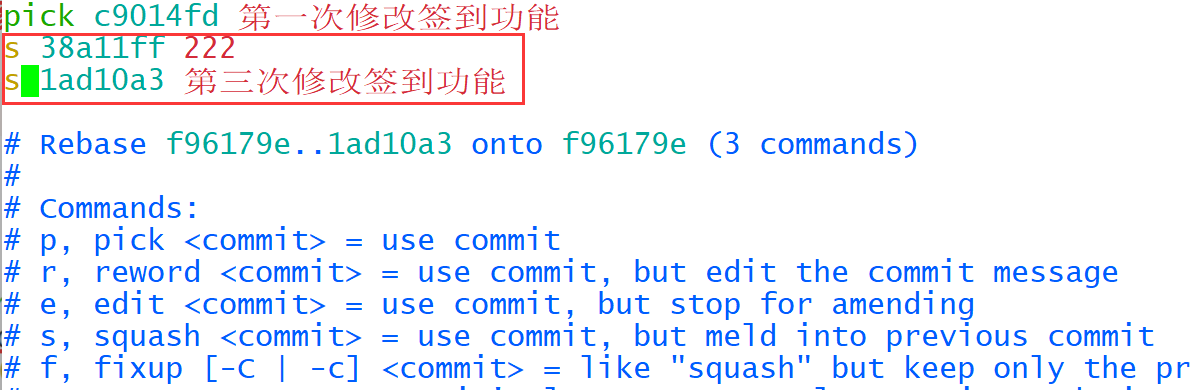 pick c9014fd 第一次修改签到功能
s 38a11ff 222
s 1ad10a3 第三次修改签到功能
# Rebase f96179e..1ad10a3 onto f96179e (3 commands)
#
# Commands:
# p, pick <commit> = use commit
# r, reword <commit> = use commit, but edit the commit message
# e, edit <commit> = use commit, but stop for amending
# s, squash <commit> = use commit, but meld into previous commit
# f, fixup [-C | -c] <commit> = like "squash" but keep only the pr